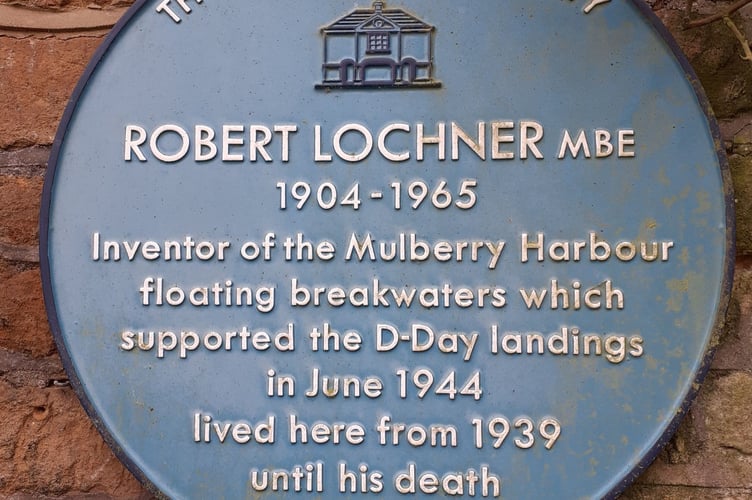 ROBERT LOCHNER MBE
1904-1965
Inventor of the Mulberry Harbour
floating breakwaters which
supported the D-Day landings
in June 1944
lived here from 1939
until his death